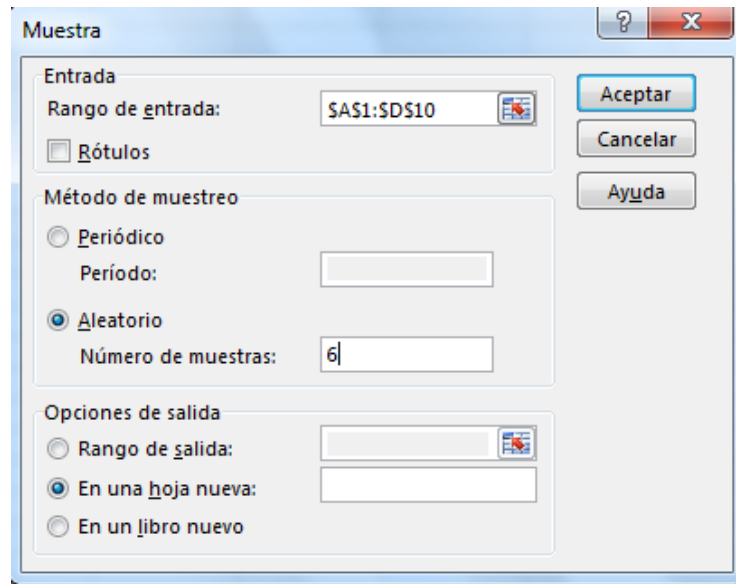 Muestra
?
X
Entrada
Rango de entrada:
$A$1:$D$10
Rótulos
Aceptar
Cancelar
Ayuda
Método de muestreo
Periódico
Período:
Aleatorio
Número de muestras:
6
Opciones de salida
Rango de salida:
En una hoja nueva:
En un libro nuevo